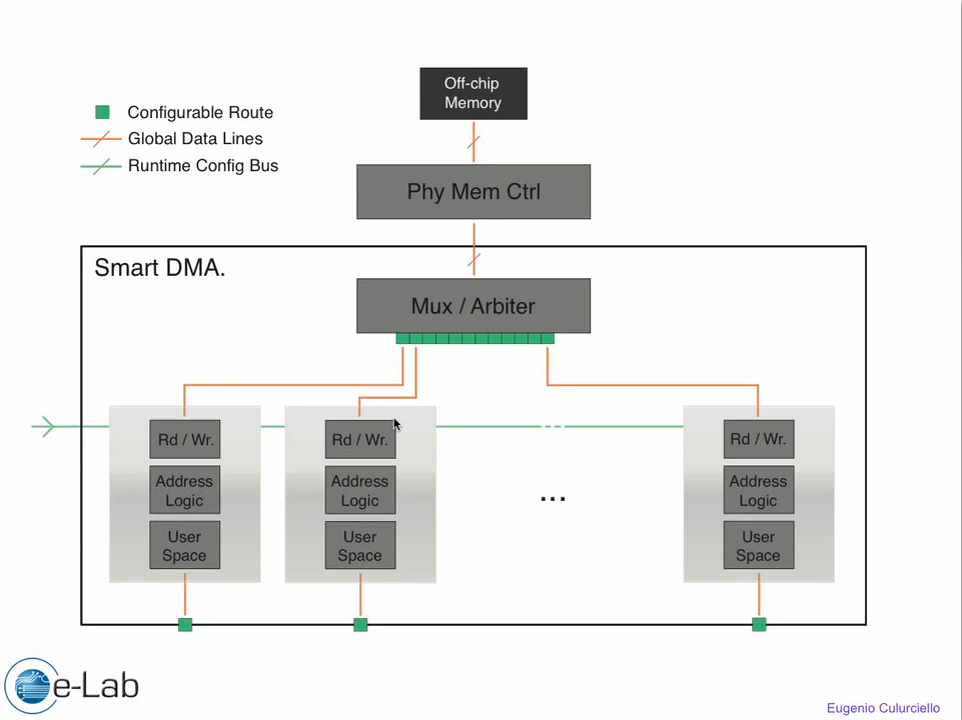 Off-chip
Memory
Configurable Route
Global Data Lines
Runtime Config Bus
Phy Mem Ctrl
Smart DMA.
Mux / Arbiter
Rd / Wr.
Address
Logic
User
Space
Rd / Wr.
Address
Logic
User
Space
...
...
Rd / Wr.
Address
Logic
User
Space
e-Lab
Eugenio Culurciello